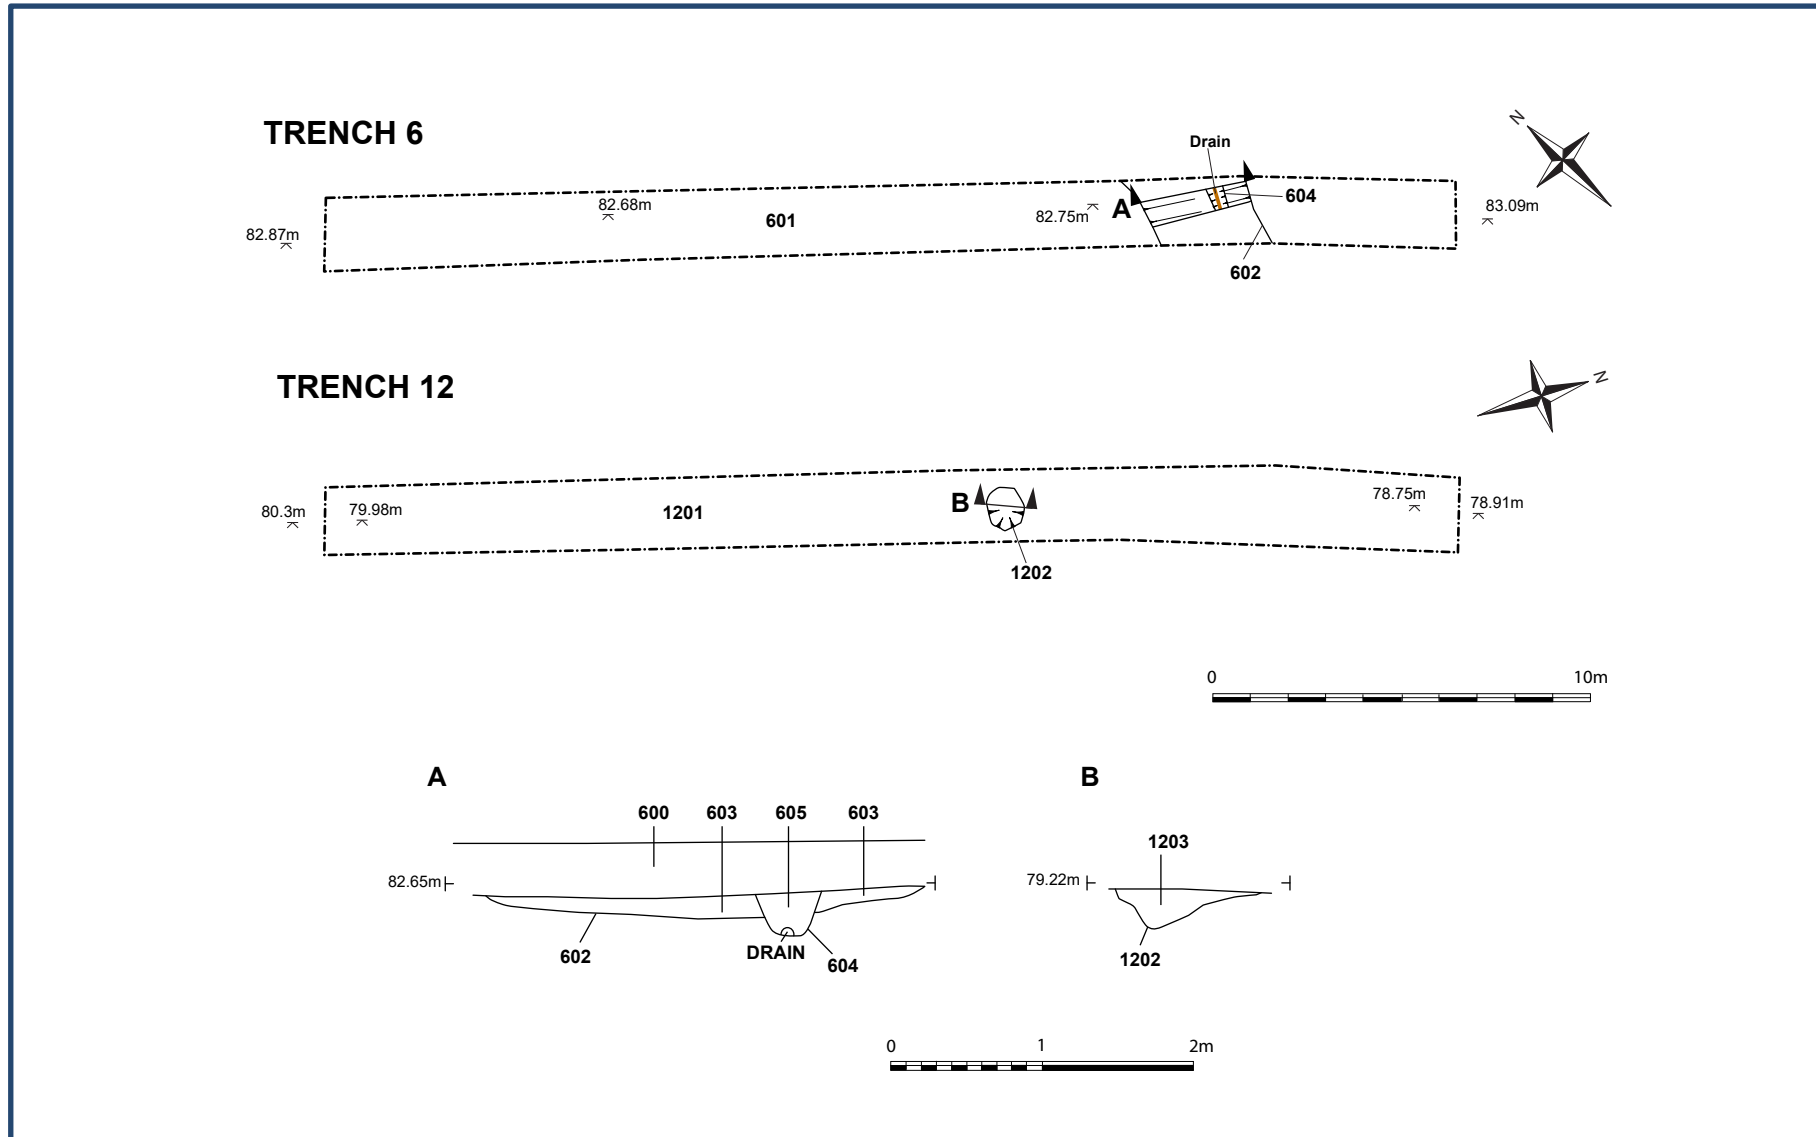 TRENCH 6
N
Drain
82.68m
601
82.75m
A
604
83.09m
82.87m
602
TRENCH 12
N
80.3m
79.98m
1201
B
78.75m
78.91m
1202
0 10m
A
B
600 603 605 603
1203
82.65m
79.22m
602
DRAIN
604
1202
0 1 2m